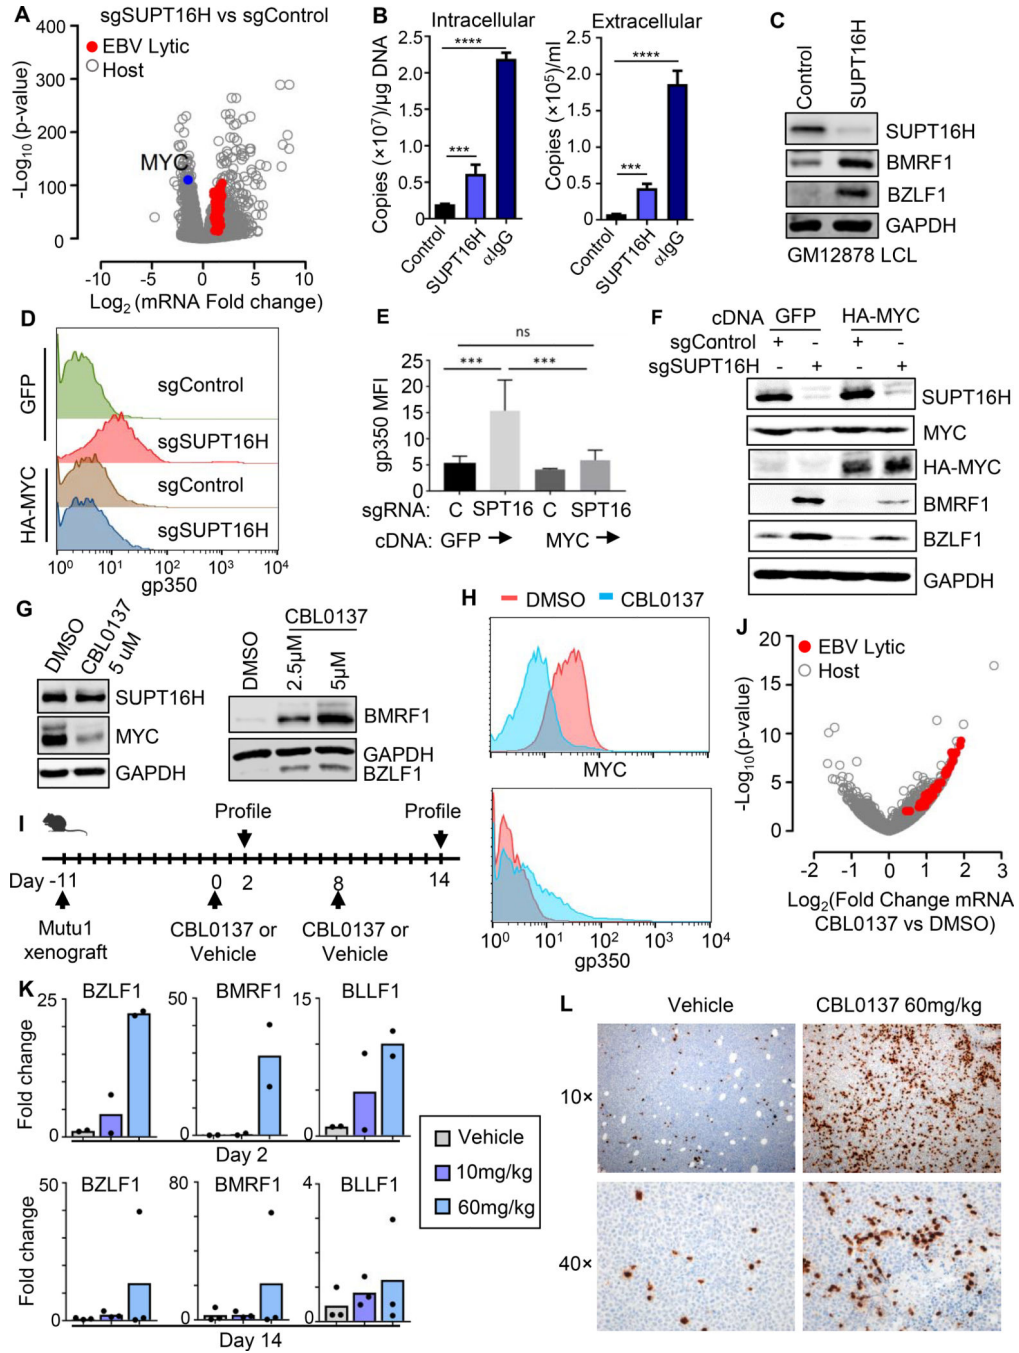 A
sgSUPT16H vs sgControl
EBV Lytic
Host
MYC
-Log10 (p-value)
400
300
200
100
0
-10 -5 0 5 10
Log2 (mRNA Fold change)
B
Intracellular
Copies (×10⁷)/µg DNA
2.5
2.0
1.5
1.0
0.5
0
****
***
Control
SUPT16H
αIgG
Extracellular
Copies (×10⁵)/ml
2.5
2.0
1.5
1.0
0.5
0
****
***
Control
SUPT16H
αIgG
C
Control
SUPT16H
SUPT16H
BMRF1
BZLF1
GAPDH
GM12878 LCL
D
GFP
HA-MYC
sgControl
sgSUPT16H
sgControl
sgSUPT16H
10⁰ 10¹ 10² 10³ 10⁴
gp350
E
ns
*** ***
gp350 MFI
25
20
15
10
5
0
sgRNA: C SPT16 C SPT16
cDNA: GFP MYC
F
cDNA GFP HA-MYC
sgControl + - + -
sgSUPT16H - + - +
SUPT16H
MYC
HA-MYC
BMRF1
BZLF1
GAPDH
G
DMSO
CBL0137
5 uM
SUPT16H
MYC
GAPDH
CBL0137
DMSO
2.5µM
5µM
BMRF1
GAPDH
BZLF1
H
DMSO CBL0137
MYC
10⁰ 10¹ 10² 10³ 10⁴
gp350
I
Profile Profile
Day -11 0 2 8 14
Mutu1
xenograft
CBL0137 or
Vehicle
CBL0137 or
Vehicle
J
EBV Lytic
Host
-Log10(p-value)
20
15
10
5
0
-2 -1 0 1 2 3
Log2(Fold Change mRNA
CBL0137 vs DMSO)
K
BZLF1 BMRF1 BLLF1
Fold change
25
0
50
0
15
0
Day 2
BZLF1 BMRF1 BLLF1
Fold change
50
0
80
0
4
0
Day 14
Vehicle
10mg/kg
60mg/kg
L
Vehicle CBL0137 60mg/kg
10×
40×